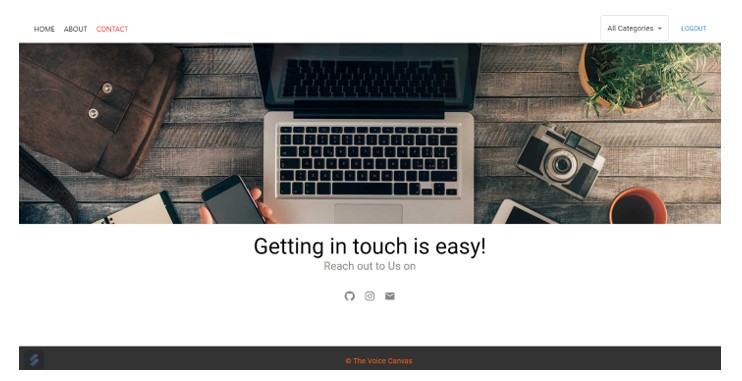 HOME ABOUT CONTACT All Categories LOGOUT
Getting in touch is easy!
Reach out to Us on
© The Voice Canvas